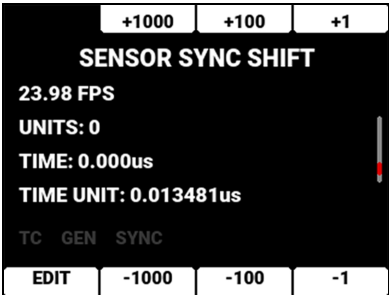 +1000 +100 +1
SENSOR SYNC SHIFT
23.98 FPS
UNITS: 0
TIME: 0.000us
TIME UNIT: 0.013481us
TC GEN SYNC
EDIT -1000 -100 -1